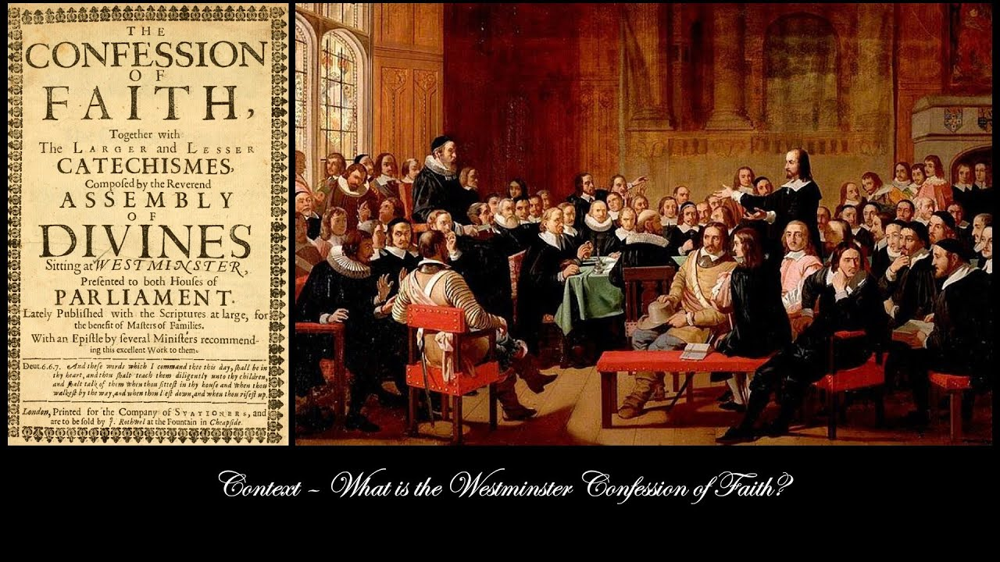 THE
CONFESSION
OF
FAITH,
Together with
The LARGER and LESSER
CATECHISMES,
Composed by the Reverend
ASSEMBLY
OF
DIVINES
Sitting at WESTMINSTER,
Presented to both Houses of
PARLIAMENT.
Lately Publiſhed with the Scriptures at large, for
the benefit of Maſters of Families.
With an Epiſtle by ſeveral Miniſters recommend-
ing this excellent Work to them.
Deut. 6.6.7. And theſe words which I command thee this day, ſhall be in
thy heart, and thou ſhalt teach them diligently unto thy children,
and ſhalt talk of them when thou ſitteſt in thy house and when thou
walkeſt by the way, and when thou lieſt down, and when thou riſeſt up.
London, Printed for the Company of STATIONERS, and
are to be ſold by J. Rothwel at the Fountain in Cheapſide.
Context – What is the Westminster Confession of Faith?